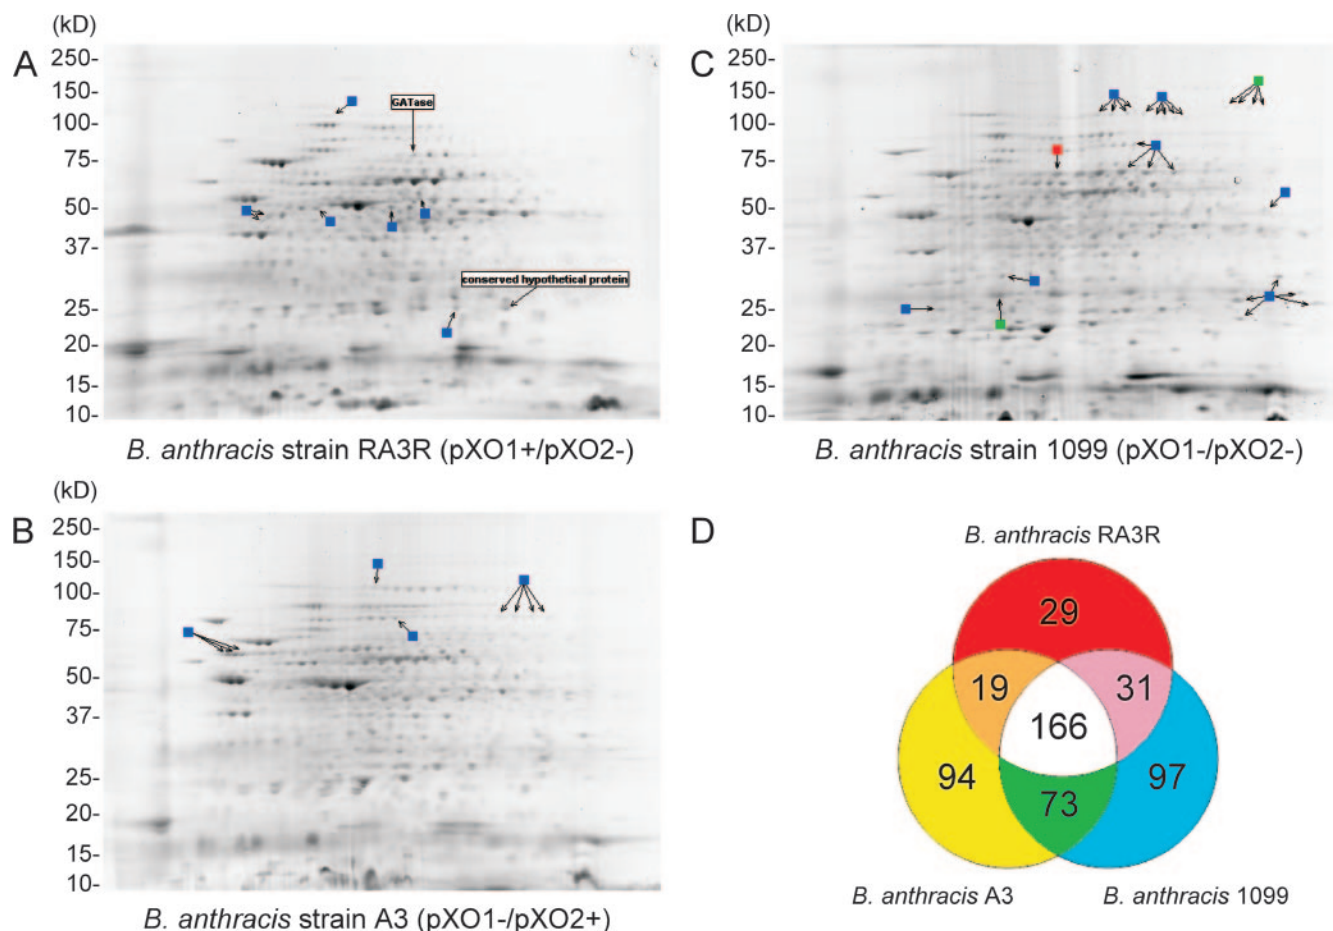 A
(kD)
250-
150-
100-
75-
50-
37-
25-
20-
15-
10-
GATase
conserved hypothetical protein
B. anthracis strain RA3R (pXO1+/pXO2-)
C
(kD)
250-
150-
100-
75-
50-
37-
25-
20-
15-
10-
B. anthracis strain 1099 (pXO1-/pXO2-)
B
(kD)
250-
150-
100-
75-
50-
37-
25-
20-
15-
10-
B. anthracis strain A3 (pXO1-/pXO2+)
D
B. anthracis RA3R
29
19
31
166
94
97
73
B. anthracis A3
B. anthracis 1099